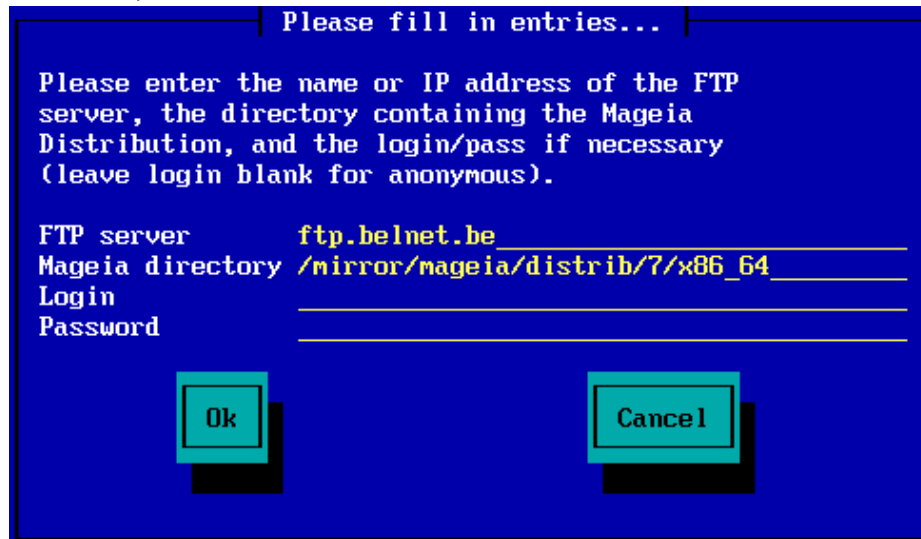 Please fill in entries...
Please enter the name or IP address of the FTP
server, the directory containing the Mageia
Distribution, and the login/pass if necessary
(leave login blank for anonymous).
FTP server ftp.belnet.be
Mageia directory /mirror/mageia/distrib/7/x86_64
Login
Password
Ok Cancel